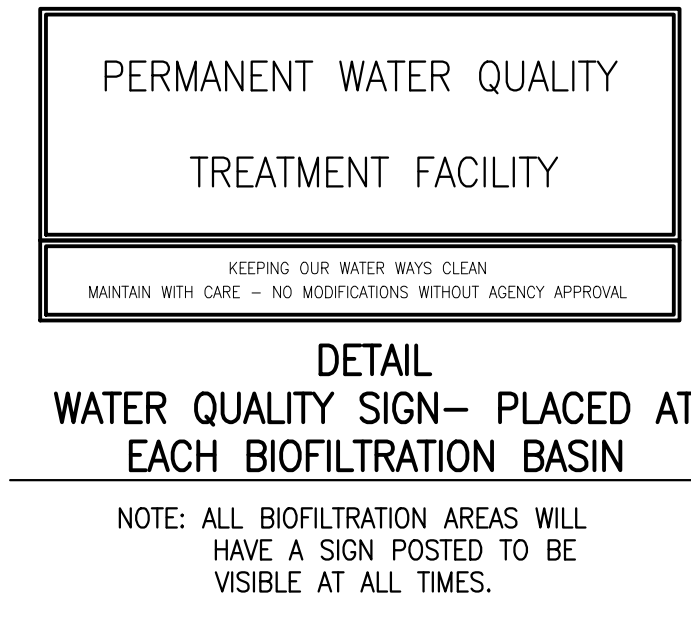 PERMANENT WATER QUALITY
TREATMENT FACILITY
KEEPING OUR WATER WAYS CLEAN
MAINTAIN WITH CARE – NO MODIFICATIONS WITHOUT AGENCY APPROVAL
DETAIL
WATER QUALITY SIGN– PLACED AT
EACH BIOFILTRATION BASIN
NOTE: ALL BIOFILTRATION AREAS WILL
HAVE A SIGN POSTED TO BE
VISIBLE AT ALL TIMES.